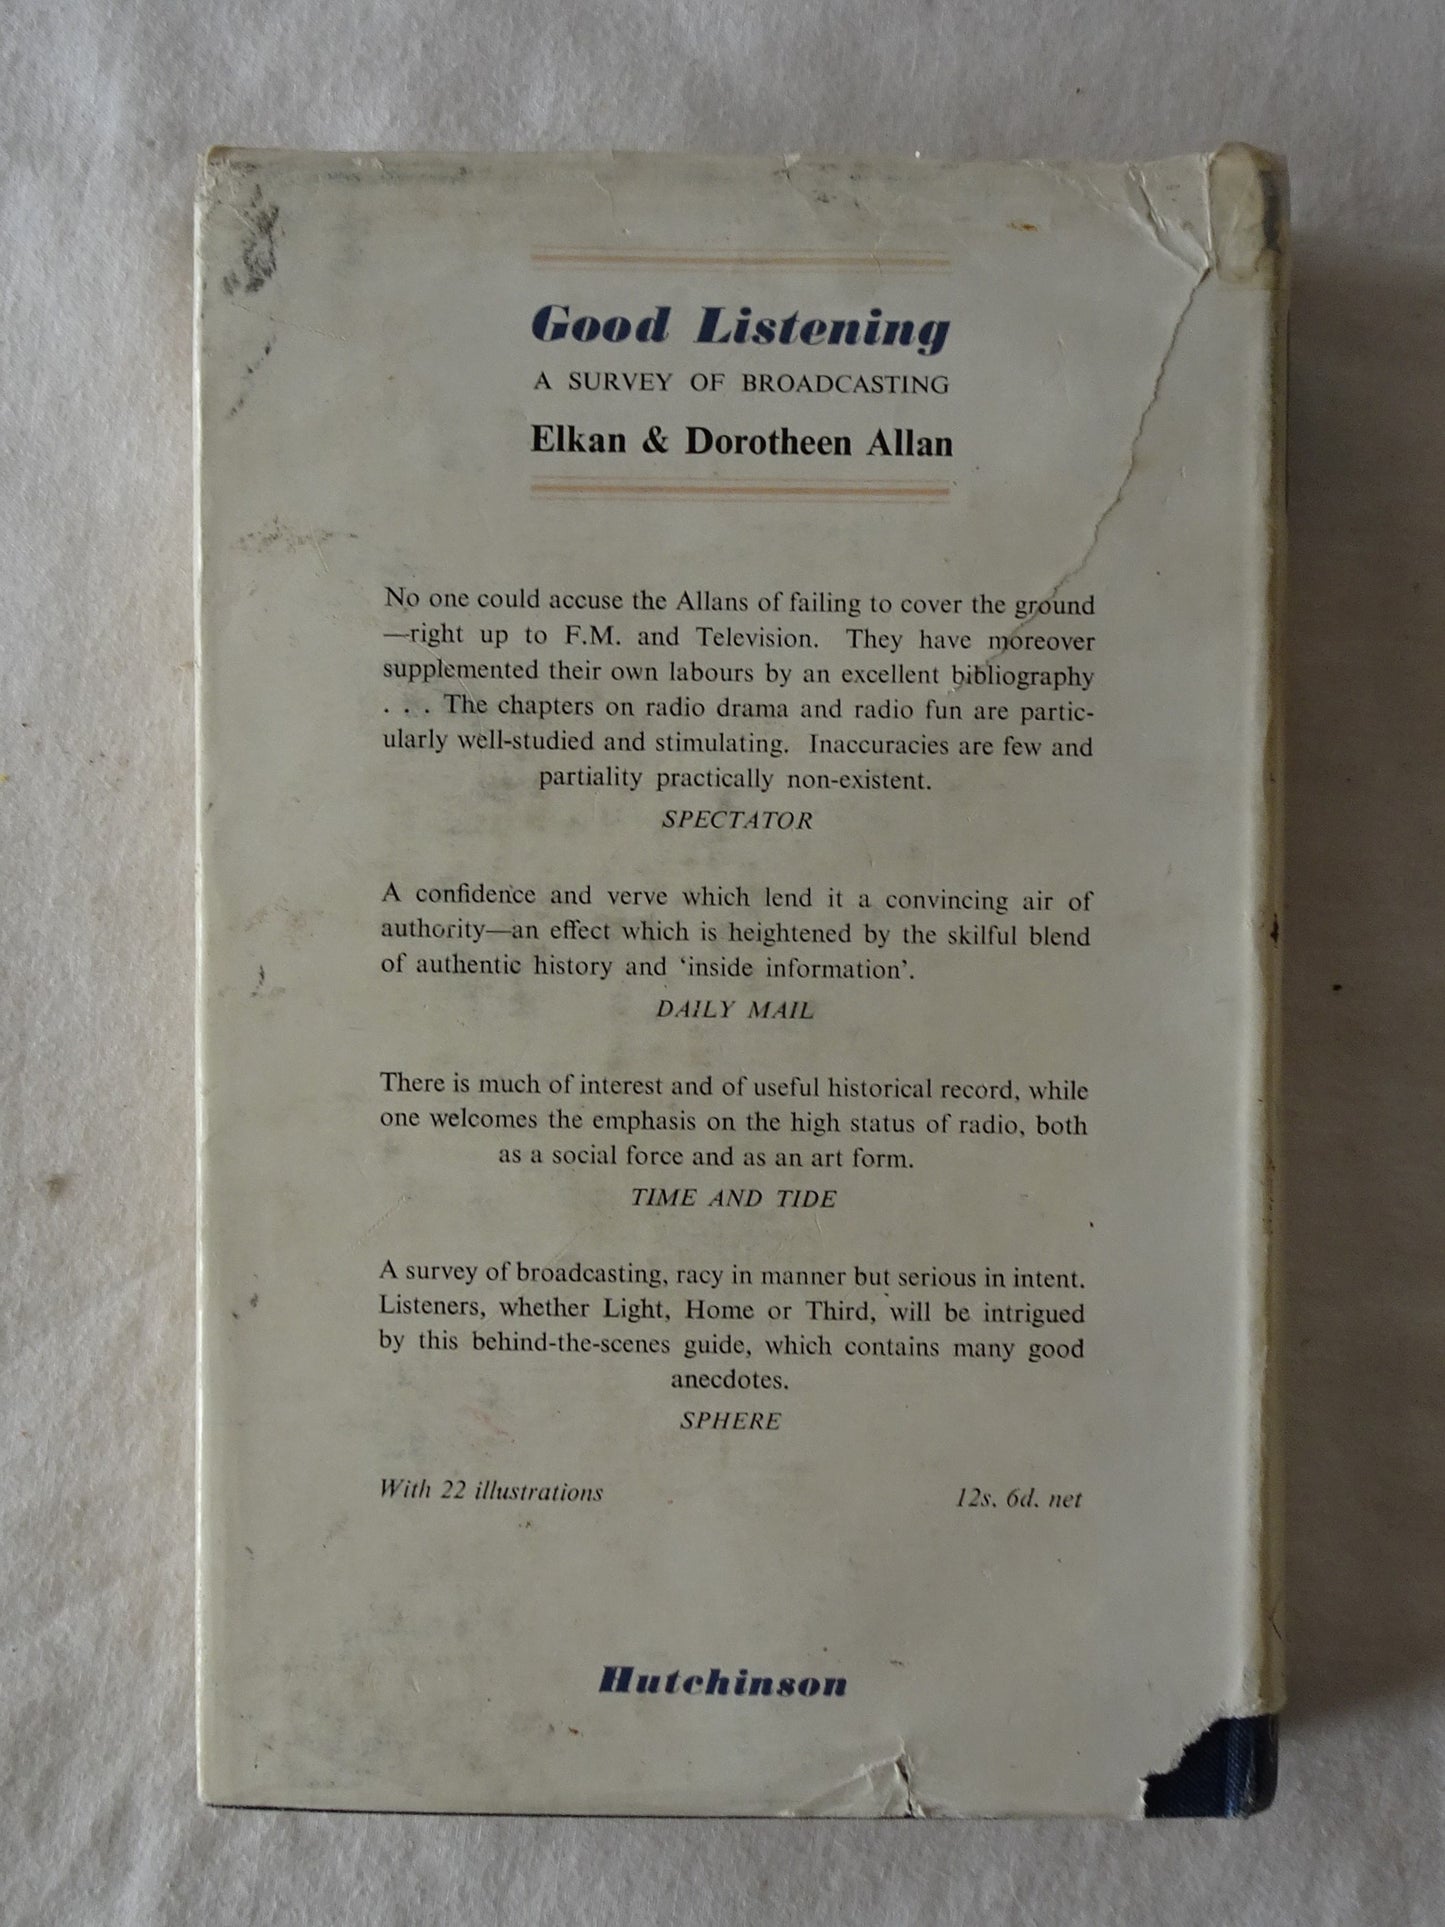 Good Listening
A SURVEY OF BROADCASTING
Elkan & Dorotheen Allan
No one could accuse the Allans of failing to cover the ground
—right up to F.M. and Television. They have moreover
supplemented their own labours by an excellent bibliography
. . . The chapters on radio drama and radio fun are partic-
ularly well-studied and stimulating. Inaccuracies are few and
partiality practically non-existent.
SPECTATOR
A confidence and verve which lend it a convincing air of
authority—an effect which is heightened by the skilful blend
of authentic history and ‘inside information’.
DAILY MAIL
There is much of interest and of useful historical record, while
one welcomes the emphasis on the high status of radio, both
as a social force and as an art form.
TIME AND TIDE
A survey of broadcasting, racy in manner but serious in intent.
Listeners, whether Light, Home or Third, will be intrigued
by this behind-the-scenes guide, which contains many good
anecdotes.
SPHERE
With 22 illustrations
12s. 6d. net
Hutchinson